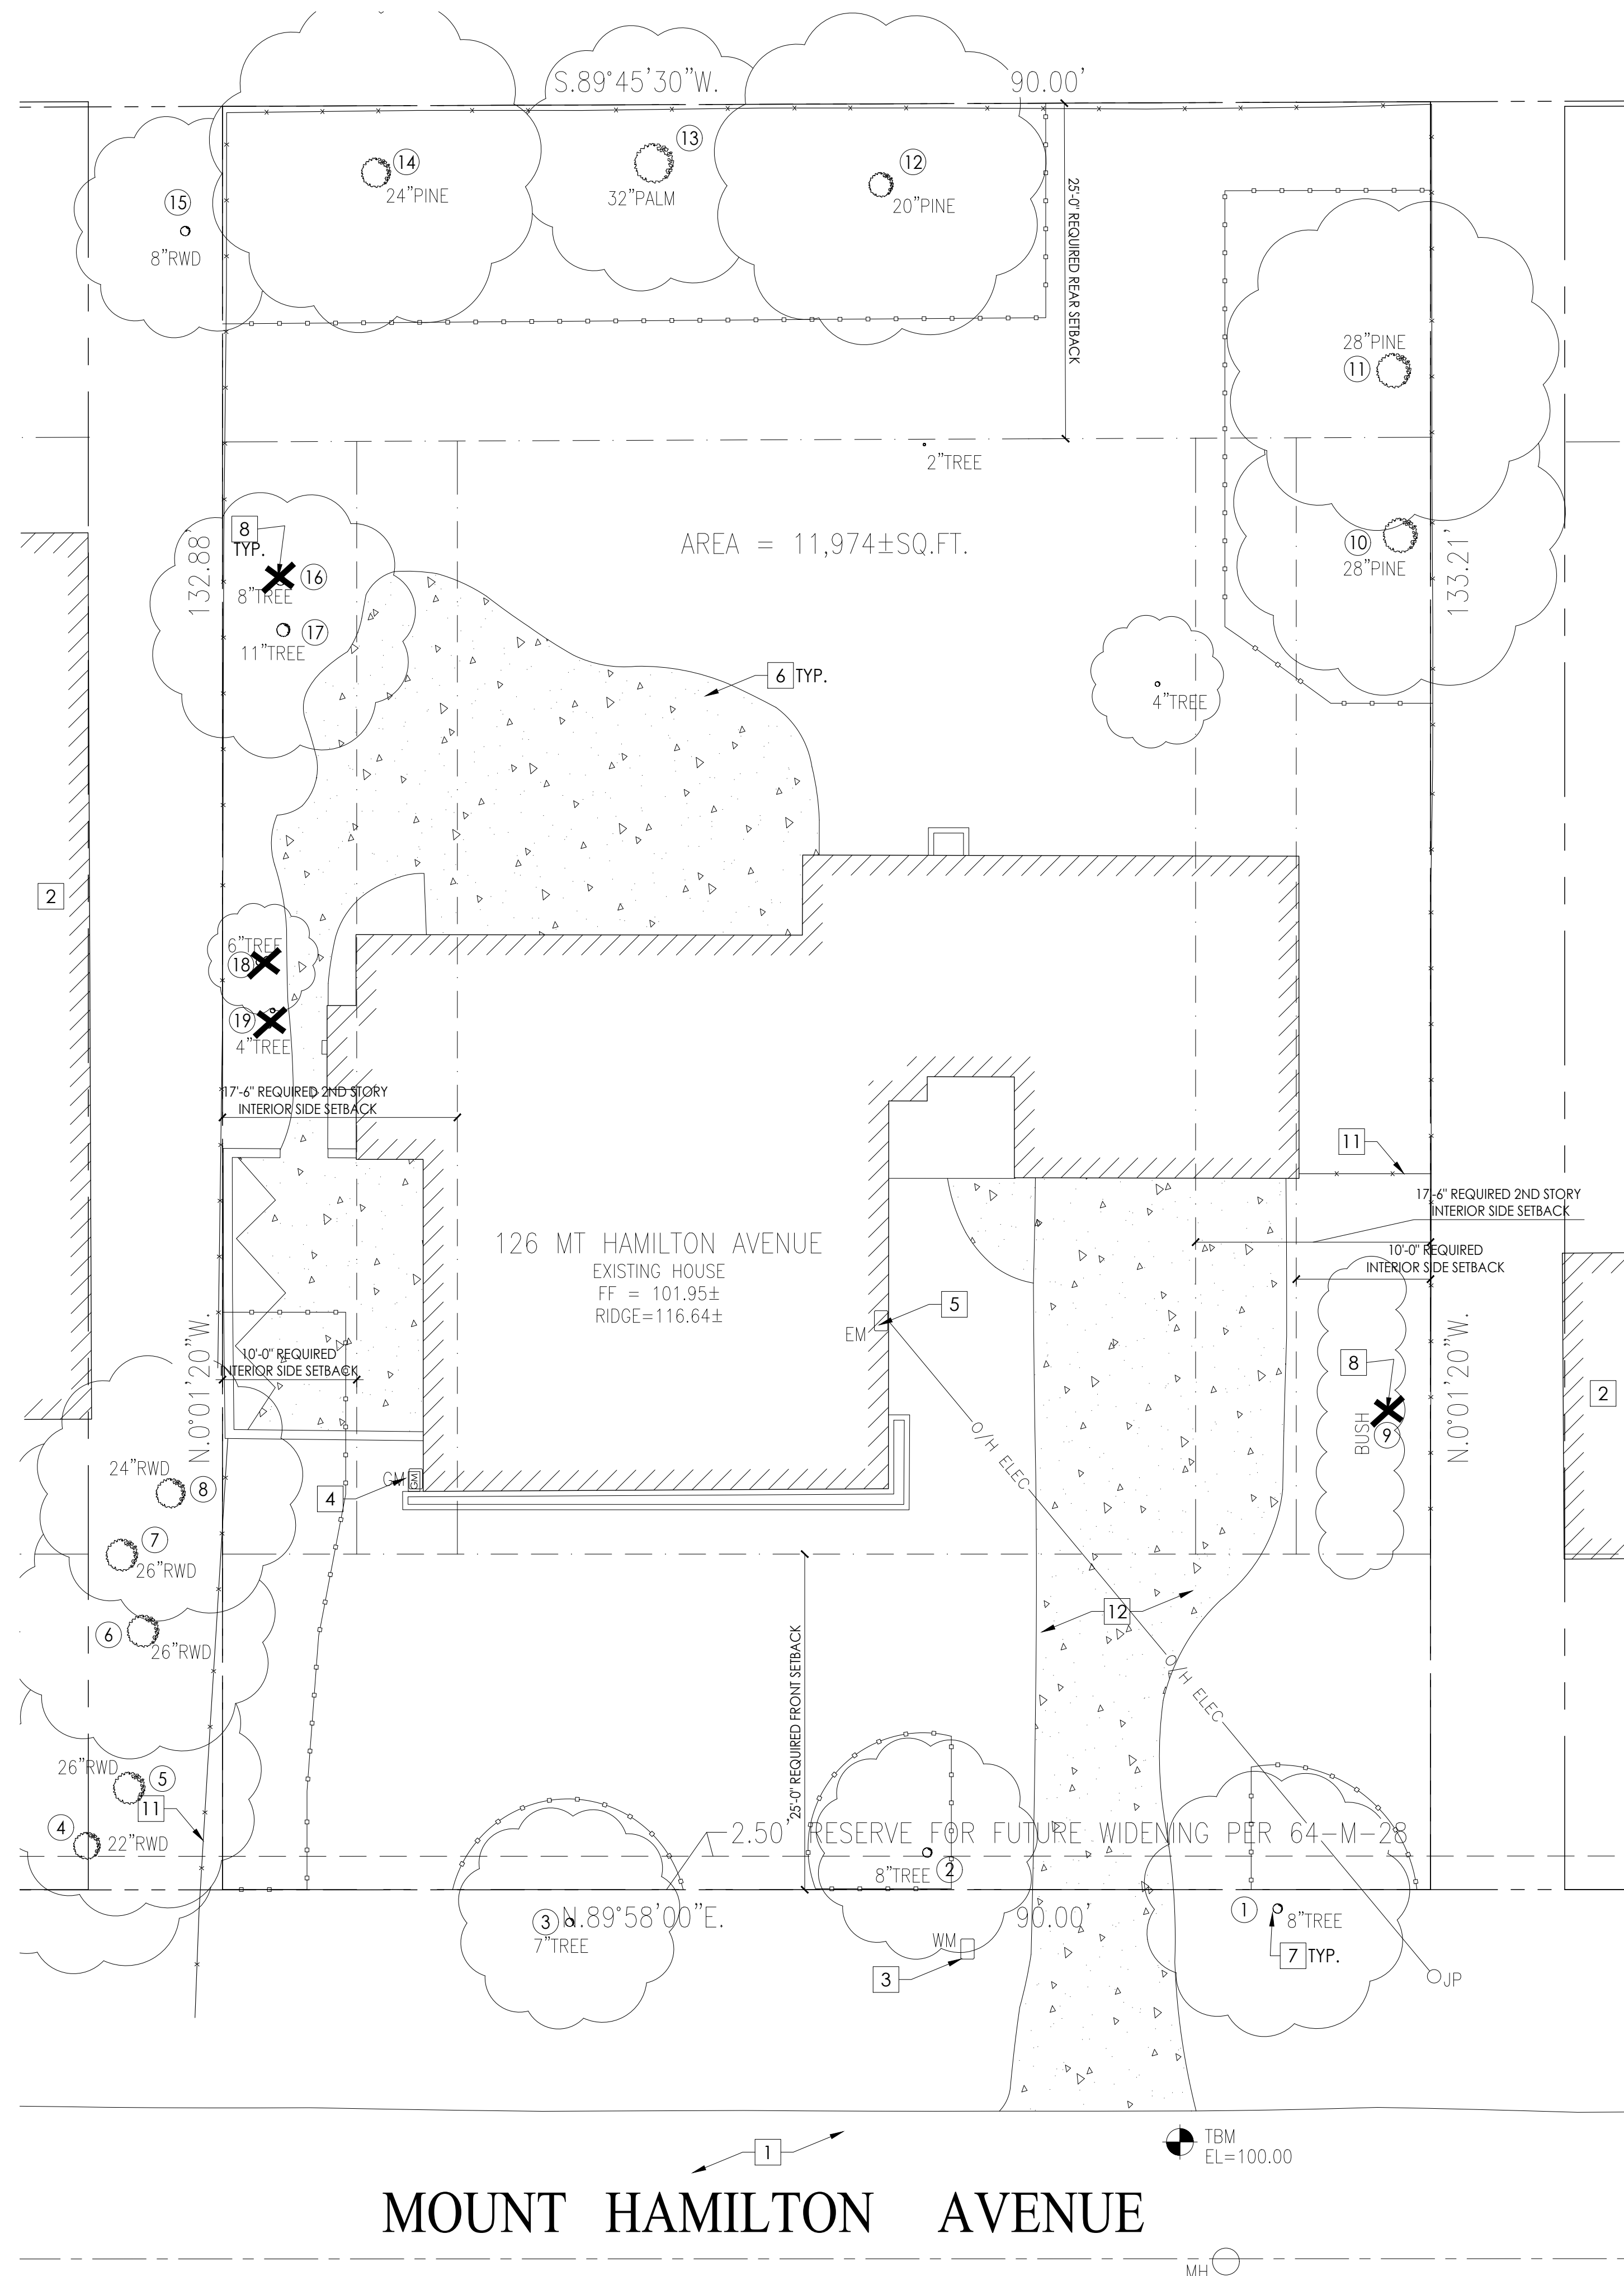 S.89°45'30"W. 90.00'
13
14
24"PINE
32"PALM
12
20"PINE
15
8"RWD
25'-0" REQUIRED REAR SETBACK
28"PINE
11
2"TREE
8
TYP.
132.88'
AREA = 11,974±SQ.FT.
10
28"PINE
133.21'
16
8"TREE
17
11"TREE
6 TYP.
4"TREE
2
6"TREE
18
19
4"TREE
17'-6" REQUIRED 2ND STORY
INTERIOR SIDE SETBACK
11
17'-6" REQUIRED 2ND STORY
INTERIOR SIDE SETBACK
10'-0" REQUIRED
INTERIOR SIDE SETBACK
126 MT HAMILTON AVENUE
EXISTING HOUSE
FF = 101.95±
RIDGE=116.64±
5
EM
10'-0" REQUIRED
INTERIOR SIDE SETBACK
N.0°01'20"W.
8
BUSH
9
N.0°01'20"W.
2
O/H ELEC
24"RWD
8
GM
GM
4
7
26"RWD
6
26"RWD
12
O/H ELEC
25'-0" REQUIRED FRONT SETBACK
26"RWD
5
11
4
22"RWD
2.50' RESERVE FOR FUTURE WIDENING PER 64-M-28
8"TREE
2
3
N.89°58'00"E. 90.00'
7"TREE
1
8"TREE
WM
3
7 TYP.
JP
1
TBM
EL=100.00
MOUNT HAMILTON AVENUE
MH